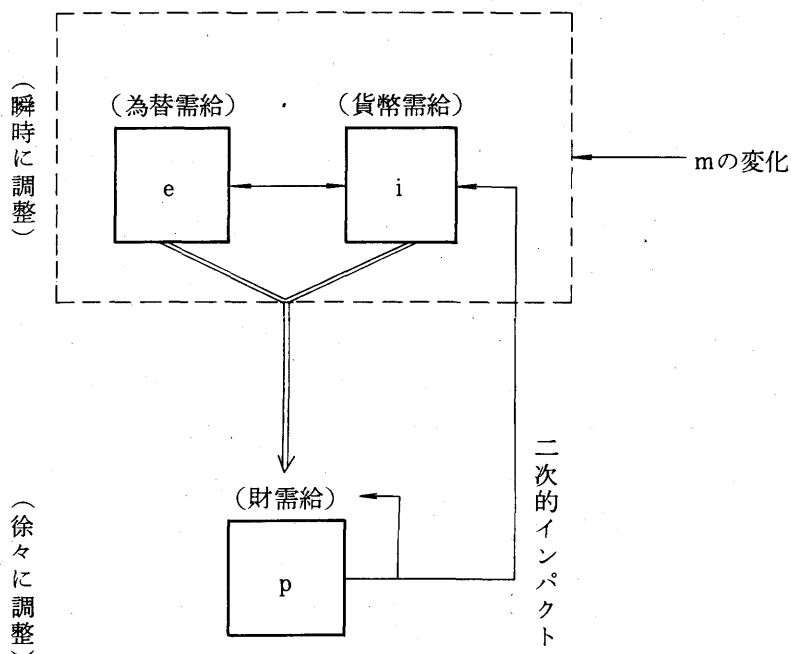 （瞬時に調整）
（為替需給）
（貨幣需給）
e
i
mの変化
二次的インパクト
（財需給）
p
（徐々に調整）